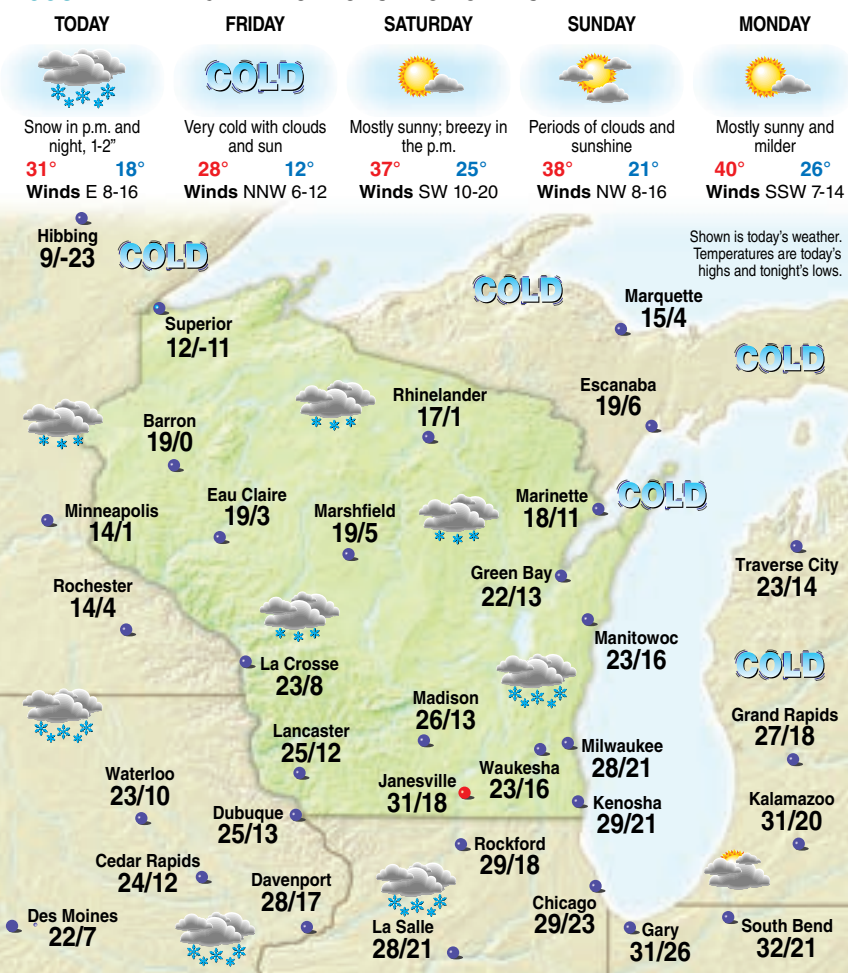 TODAY
FRIDAY
SATURDAY
SUNDAY
MONDAY
COLD
Snow in p.m. and
night, 1-2"
Very cold with clouds
and sun
Mostly sunny; breezy in
the p.m.
Periods of clouds and
sunshine
Mostly sunny and
milder
31° 18°
28° 12°
37° 25°
38° 21°
40° 26°
Winds E 8-16
Winds NNW 6-12
Winds SW 10-20
Winds NW 8-16
Winds SSW 7-14
Hibbing
9/-23
COLD
Shown is today's weather.
Temperatures are today's
highs and tonight's lows.
COLD
Marquette
15/4
Superior
12/-11
COLD
Escanaba
19/6
Rhinelander
17/1
Barron
19/0
Eau Claire
19/3
Marshfield
19/5
Marinette
18/11
COLD
Minneapolis
14/1
Traverse City
23/14
Green Bay
22/13
Rochester
14/4
Manitowoc
23/16
La Crosse
23/8
COLD
Madison
26/13
Grand Rapids
27/18
Lancaster
25/12
Milwaukee
28/21
Waukesha
23/16
Waterloo
23/10
Janesville
31/18
Kenosha
29/21
Kalamazoo
31/20
Dubuque
25/13
Rockford
29/18
Cedar Rapids
24/12
Davenport
28/17
Chicago
29/23
Des Moines
22/7
La Salle
28/21
Gary
31/26
South Bend
32/21